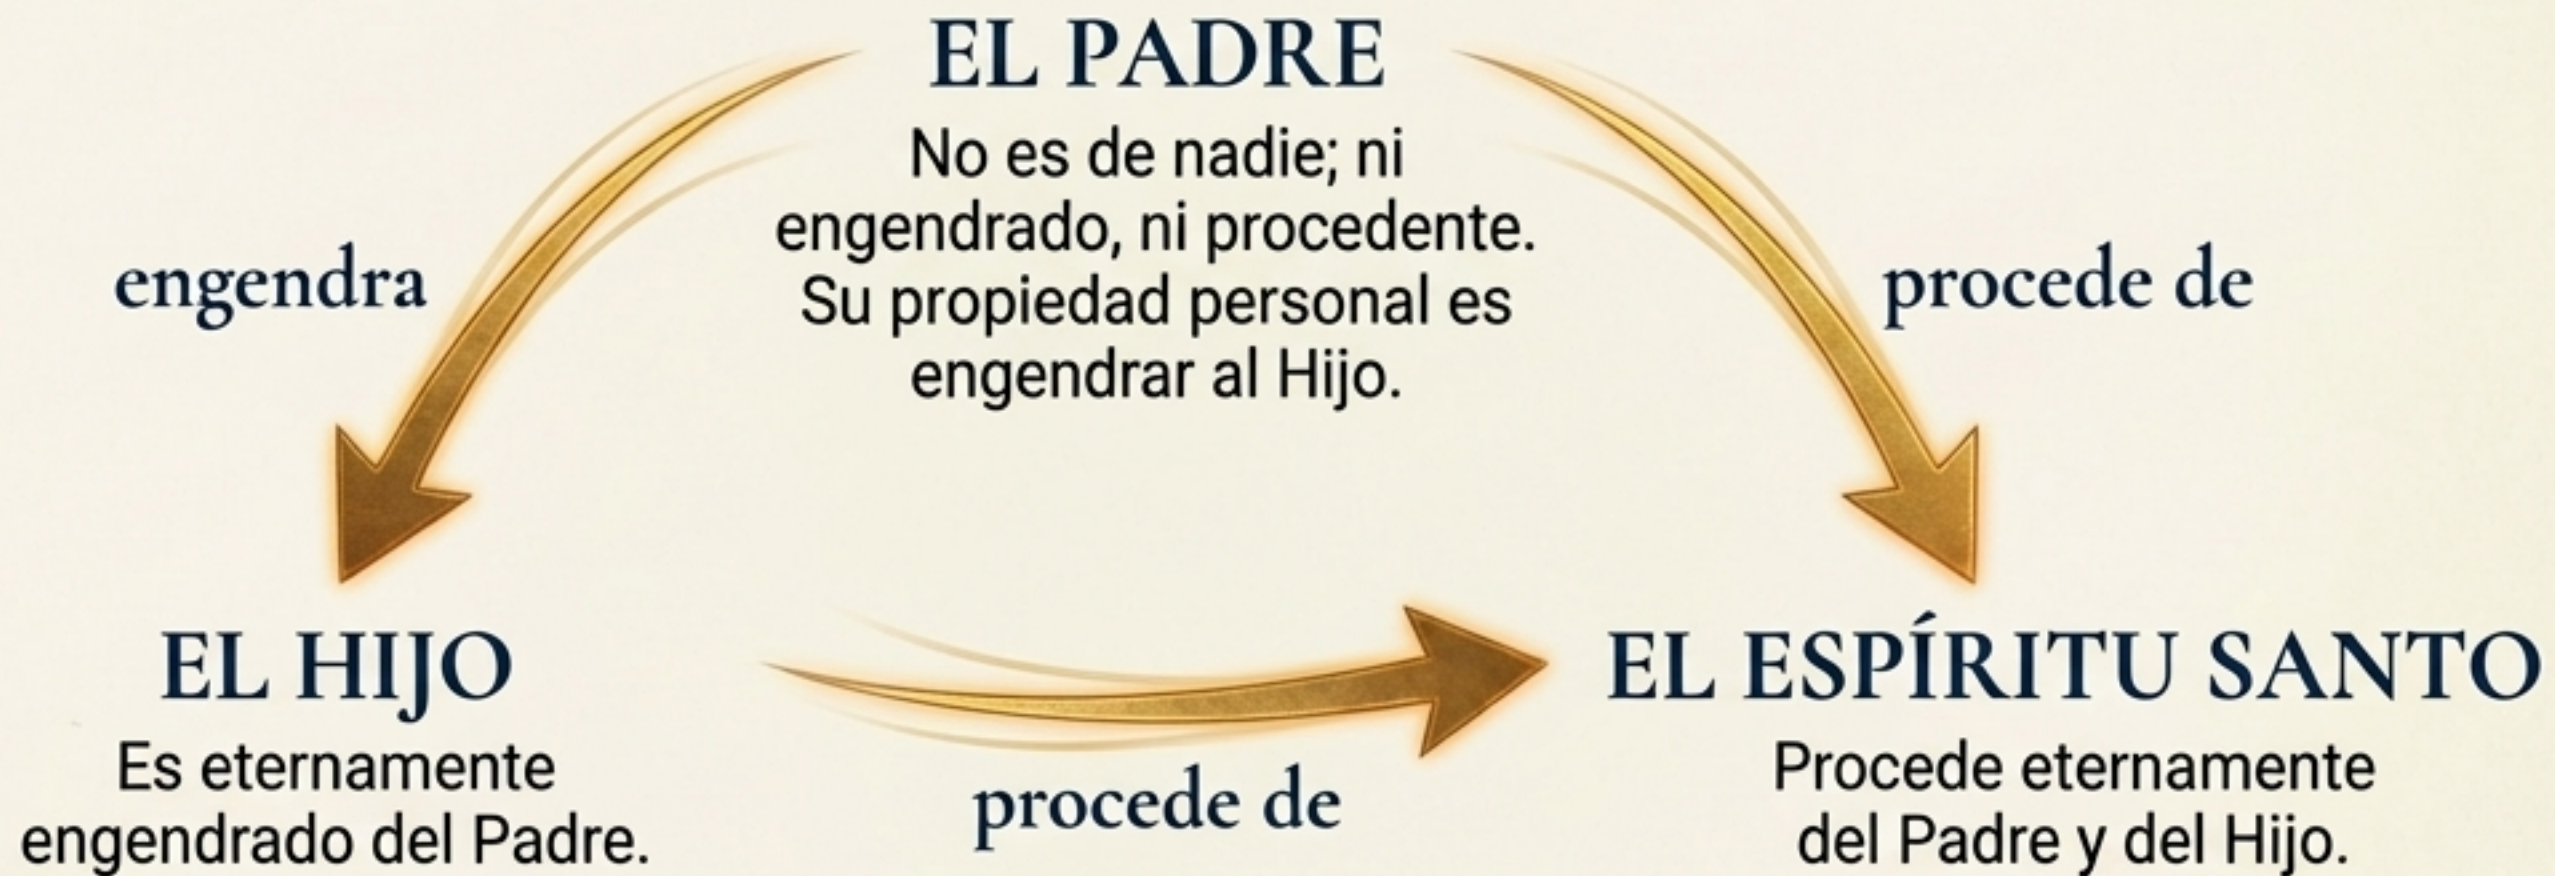 EL PADRE
No es de nadie; ni
engendrado, ni procedente.
Su propiedad personal es
engendrar al Hijo.
engendra
procede de
EL HIJO
Es eternamente
engendrado del Padre.
procede de
EL ESPÍRITU SANTO
Procede eternamente
del Padre y del Hijo.